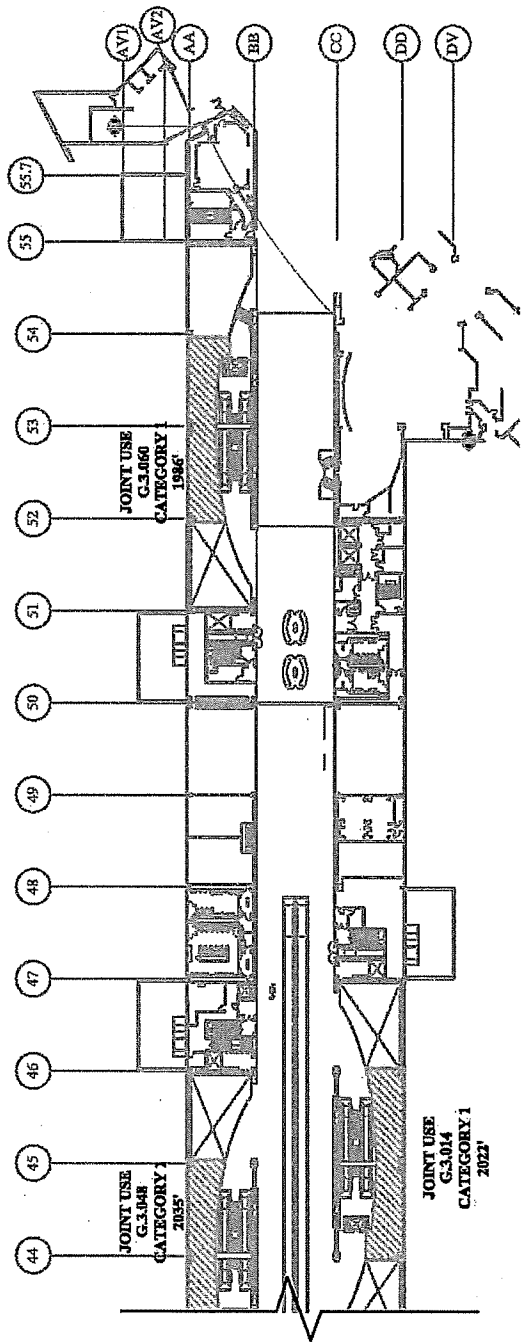 AV1
AV2
AA
BB
CC
DD
DV
55.7
55
54
53
52
51
50
49
48
47
46
45
44
JOINT USE
G.3.060
CATEGORY 1
1986'
JOINT USE
G.3.048
CATEGORY 1
2035'
JOINT USE
G.3.014
CATEGORY 1
2022'